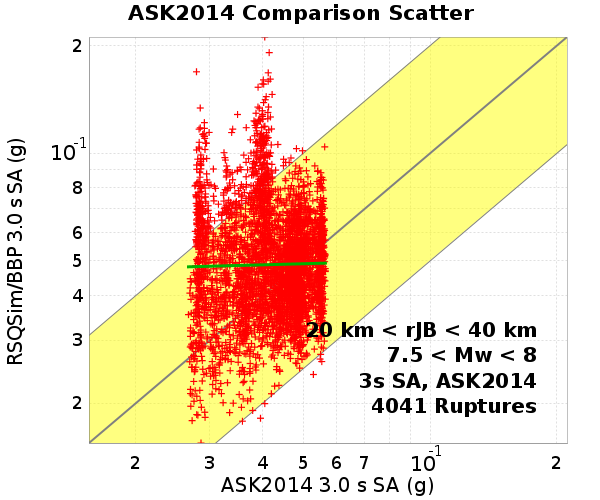 ASK2014 Comparison Scatter
RSQSim/BBP 3.0 s SA (g)
2
10-1
8
6
5
4
3
2
20 km < rJB < 40 km
7.5 < Mw < 8
3s SA, ASK2014
4041 Ruptures
2 3 4 5 6 7 10-1 2
ASK2014 3.0 s SA (g)